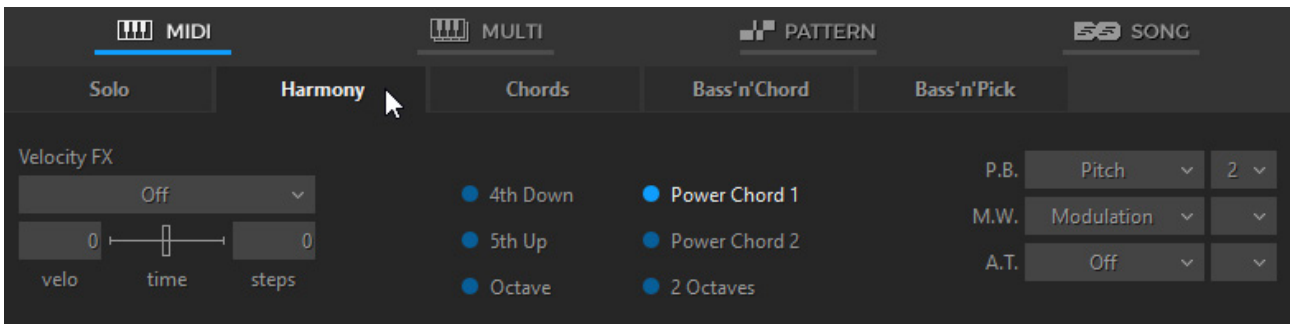 MIDI MULTI PATTERN SONG
Solo Harmony Chords Bass'n'Chord Bass'n'Pick
Velocity FX
Off
0 0
velo time steps
4th Down Power Chord 1
5th Up Power Chord 2
Octave 2 Octaves
P.B. Pitch 2
M.W. Modulation
A.T. Off